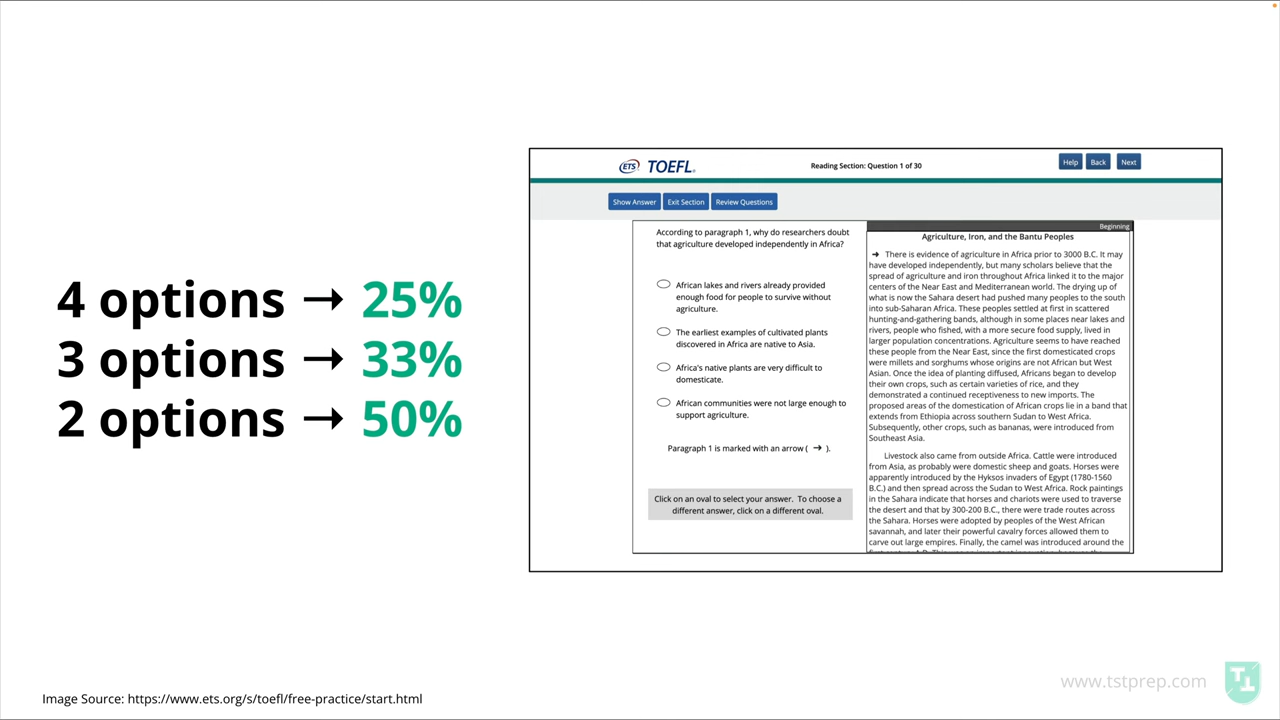 4 options → 25%
3 options → 33%
2 options → 50%
ETS TOEFL®
Reading Section: Question 1 of 30
Help Back Next
Show Answer Exit Section Review Questions
According to paragraph 1, why do researchers doubt
that agriculture developed independently in Africa?
African lakes and rivers already provided
enough food for people to survive without
agriculture.
The earliest examples of cultivated plants
discovered in Africa are native to Asia.
Africa's native plants are very difficult to
domesticate.
African communities were not large enough to
support agriculture.
Paragraph 1 is marked with an arrow ( → ).
Click on an oval to select your answer. To choose a
different answer, click on a different oval.
Beginning
Agriculture, Iron, and the Bantu Peoples
→ There is evidence of agriculture in Africa prior to 3000 B.C. It may
have developed independently, but many scholars believe that the
spread of agriculture and iron throughout Africa linked it to the major
centers of the Near East and Mediterranean world. The drying up of
what is now the Sahara desert had pushed many peoples to the south
into sub-Saharan Africa. These peoples settled at first in scattered
hunting-and-gathering bands, although in some places near lakes and
rivers, people who fished, with a more secure food supply, lived in
larger population concentrations. Agriculture seems to have reached
these people from the Near East, since the first domesticated crops
were millets and sorghums whose origins are not African but West
Asian. Once the idea of planting diffused, Africans began to develop
their own crops, such as certain varieties of rice, and they
demonstrated a continued receptiveness to new imports. The
proposed areas of the domestication of African crops lie in a band that
extends from Ethiopia across southern Sudan to West Africa.
Subsequently, other crops, such as bananas, were introduced from
Southeast Asia.
Livestock also came from outside Africa. Cattle were introduced
from Asia, as probably were domestic sheep and goats. Horses were
apparently introduced by the Hyksos invaders of Egypt (1780-1560
B.C.) and then spread across the Sudan to West Africa. Rock paintings
in the Sahara indicate that horses and chariots were used to traverse
the desert and that by 300-200 B.C., there were trade routes across
the Sahara. Horses were adopted by peoples of the West African
savannah, and later their powerful cavalry forces allowed them to
carve out large empires. Finally, the camel was introduced around the
Image Source: https://www.ets.org/s/toefl/free-practice/start.html
www.tstprep.com